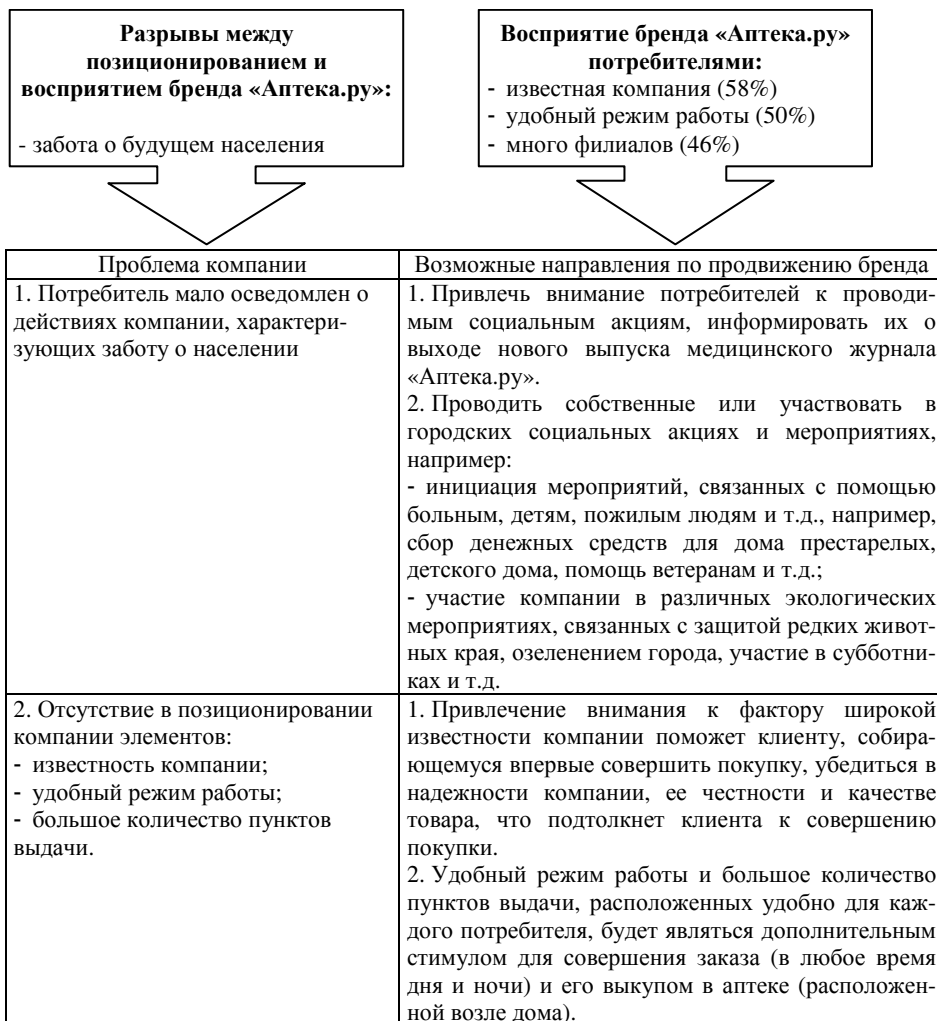 Разрывы между
позиционированием и
восприятием бренда «Аптека.ру»:
- забота о будущем населения
Восприятие бренда «Аптека.ру»
потребителями:
- известная компания (58%)
- удобный режим работы (50%)
- много филиалов (46%)
Проблема компании
Возможные направления по продвижению бренда
1. Потребитель мало осведомлен о
действиях компании, характери-
зующих заботу о населении
1. Привлечь внимание потребителей к проводи-
мым социальным акциям, информировать их о
выходе нового выпуска медицинского журнала
«Аптека.ру».
2. Проводить собственные или участвовать в
городских социальных акциях и мероприятиях,
например:
- инициация мероприятий, связанных с помощью
больным, детям, пожилым людям и т.д., например,
сбор денежных средств для дома престарелых,
детского дома, помощь ветеранам и т.д.;
- участие компании в различных экологических
мероприятиях, связанных с защитой редких живот-
ных края, озеленением города, участие в субботни-
ках и т.д.
2. Отсутствие в позиционировании
компании элементов:
- известность компании;
- удобный режим работы;
- большое количество пунктов
выдачи.
1. Привлечение внимания к фактору широкой
известности компании поможет клиенту, собира-
ющемуся впервые совершить покупку, убедиться в
надежности компании, ее честности и качестве
товара, что подтолкнет клиента к совершению
покупки.
2. Удобный режим работы и большое количество
пунктов выдачи, расположенных удобно для каж-
дого потребителя, будет являться дополнительным
стимулом для совершения заказа (в любое время
дня и ночи) и его выкупом в аптеке (расположен-
ной возле дома).